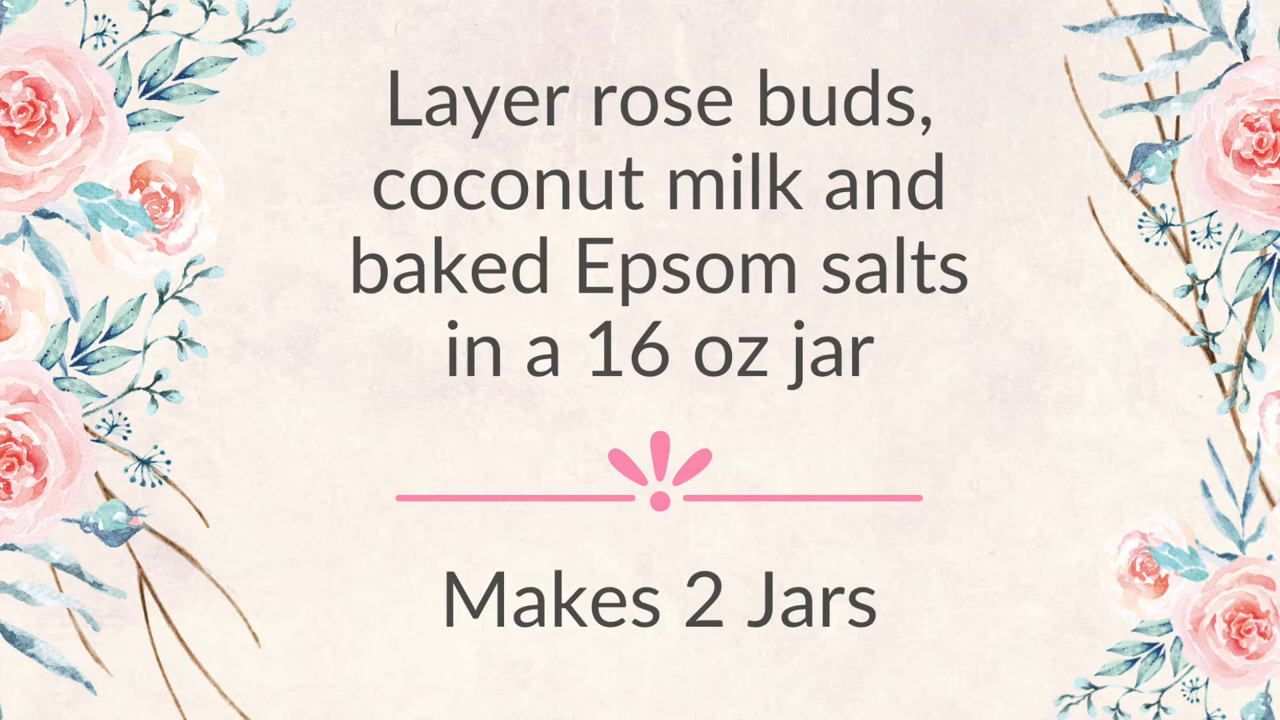 Layer rose buds,
coconut milk and
baked Epsom salts
in a 16 oz jar
Makes 2 Jars